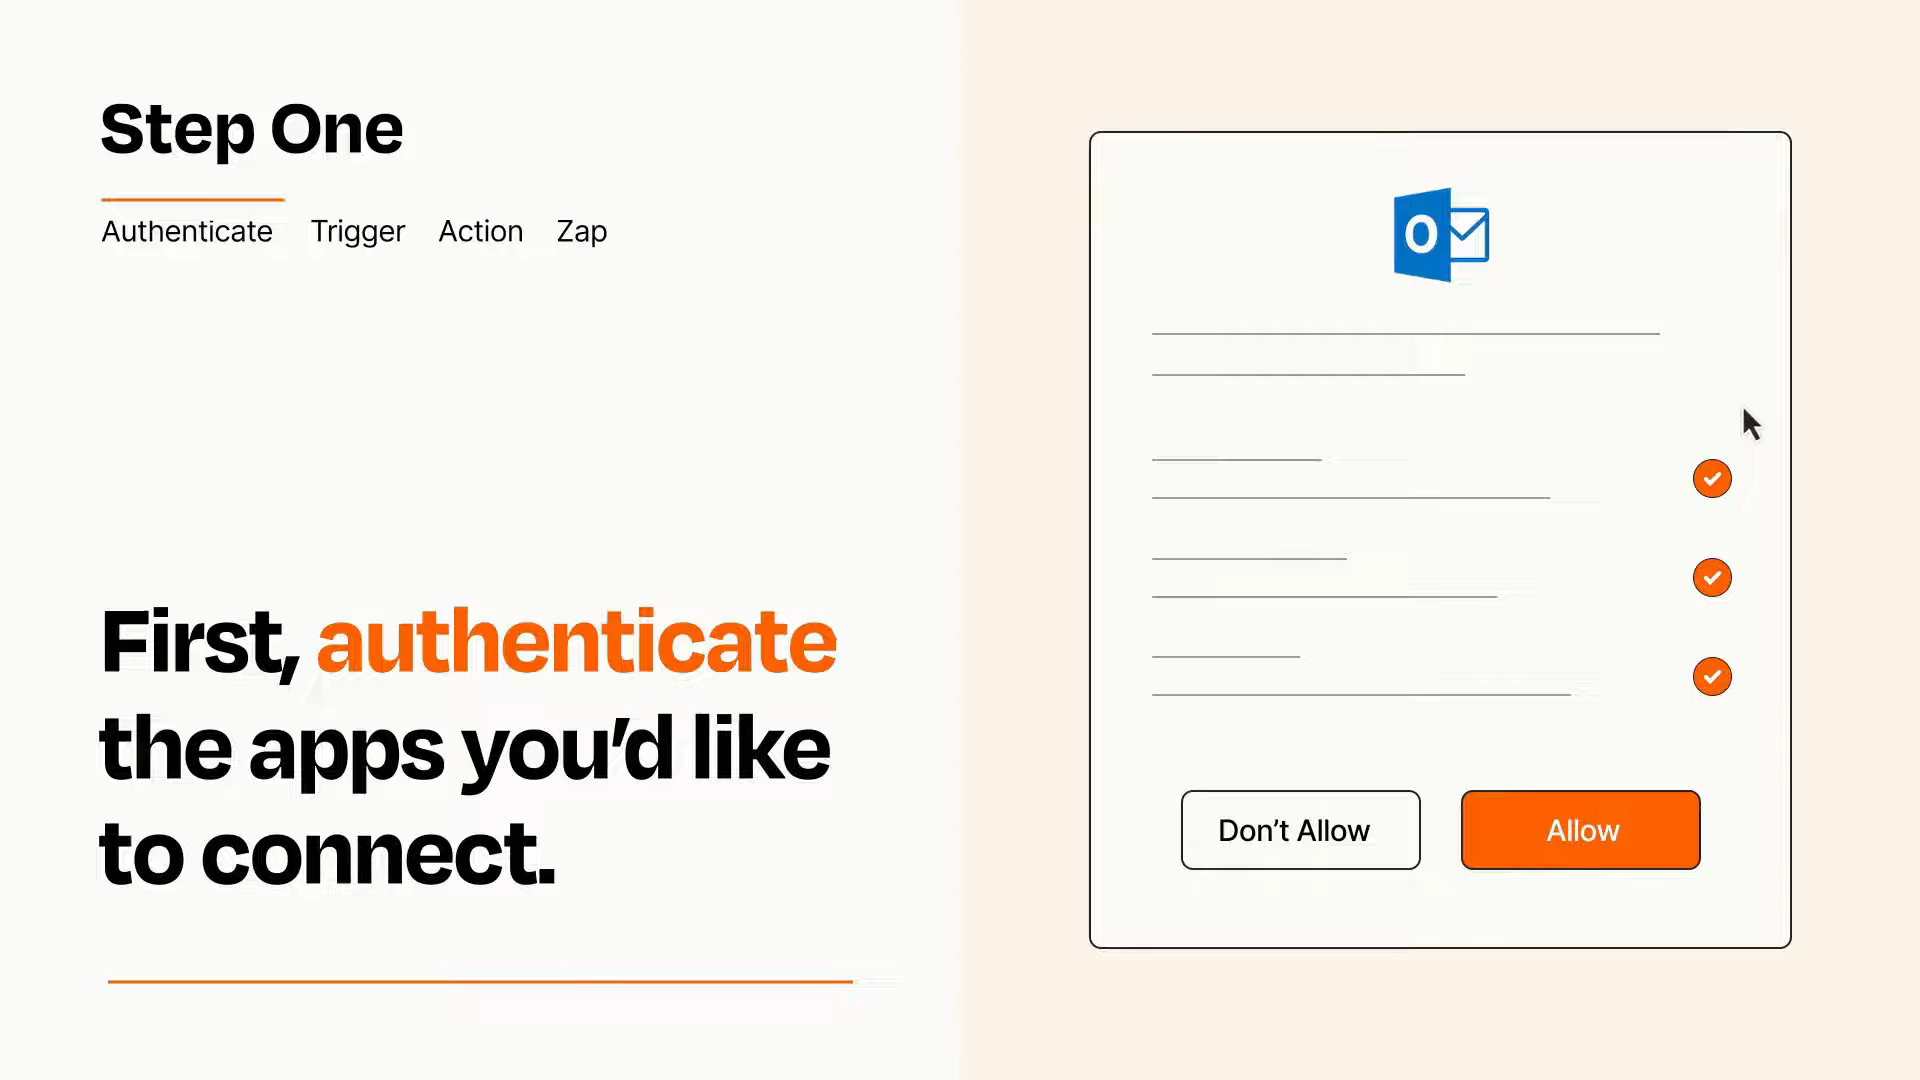 Step One
Authenticate Trigger Action Zap
First, authenticate
the apps you’d like
to connect.
O
Don’t Allow
Allow